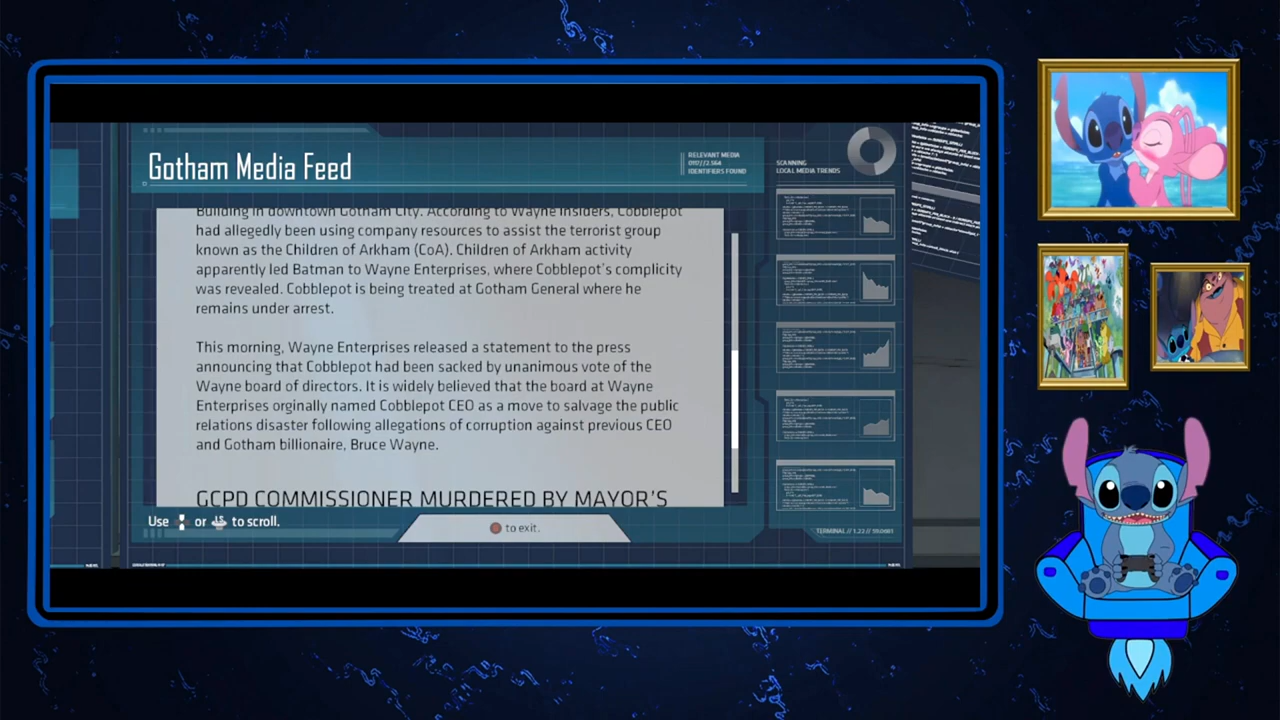 Gotham Media Feed
RELEVANT MEDIA
IDENTIFIERS FOUND
SCANNING
LOCAL MEDIA TRENDS
Building in Downtown Gotham City. According to Wayne insiders, Cobblepot
had allegedly been using company resources to assist the terrorist group
known as the Children of Arkham (CoA). Children of Arkham activity
apparently led Batman to Wayne Enterprises, where Cobblepot's complicity
was revealed. Cobblepot is being treated at Gotham General where he
remains under arrest.
This morning, Wayne Enterprises released a statement to the press
announcing that Cobblepot had been sacked by unanimous vote of the
Wayne board of directors. It is widely believed that the board at Wayne
Enterprises orginally named Cobblepot CEO as a move to salvage the public
relations disaster following allegations of corruption against previous CEO
and Gotham billionaire, Bruce Wayne.
GCPD COMMISSIONER MURDERED BY MAYOR'S
Use or to scroll.
to exit.
TERMINAL // 1.22 //